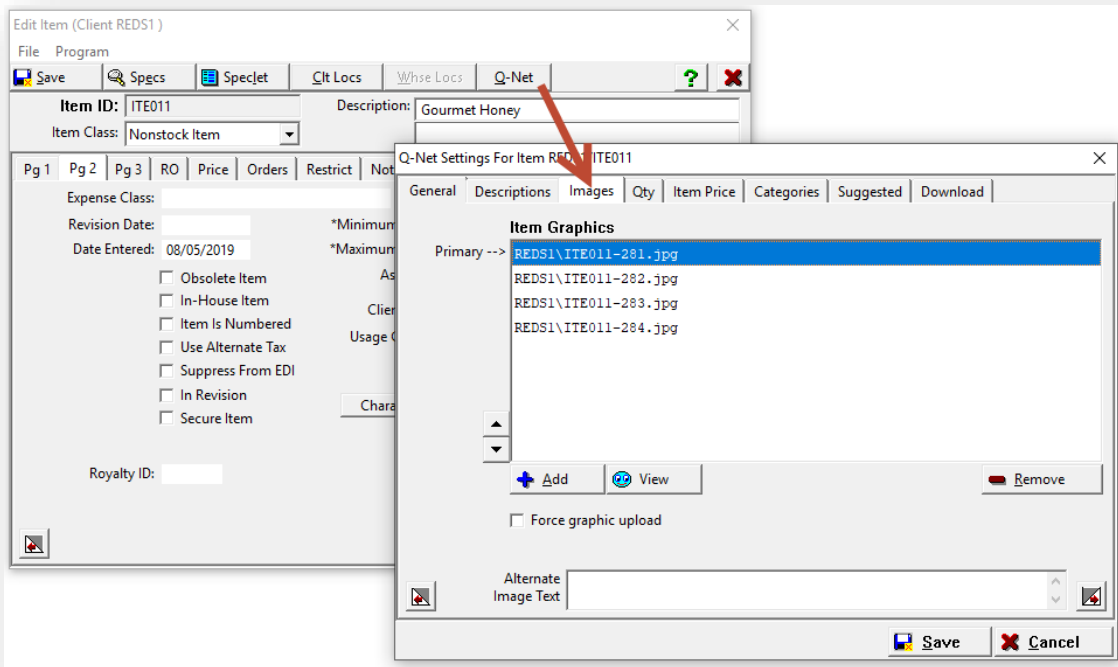 Edit Item (Client REDS1 )
File Program
Save Specs Speclet Clt Locs Whse Locs Q-Net ?
Item ID: ITE011 Description: Gourmet Honey
Item Class: Nonstock Item
Pg 1 Pg 2 Pg 3 RO Price Orders Restrict
Expense Class:
Revision Date: *Minimum
Date Entered: 08/05/2019 *Maximum
Obsolete Item
In-House Item
Item Is Numbered
Use Alternate Tax
Suppress From EDI
In Revision
Secure Item
Royalty ID:
Q-Net Settings For Item REDS1 ITE011
General Descriptions Images Qty Item Price Categories Suggested Download
Item Graphics
Primary --> REDS1\ITE011-281.jpg
REDS1\ITE011-282.jpg
REDS1\ITE011-283.jpg
REDS1\ITE011-284.jpg
Add View Remove
Force graphic upload
Alternate
Image Text
Save Cancel